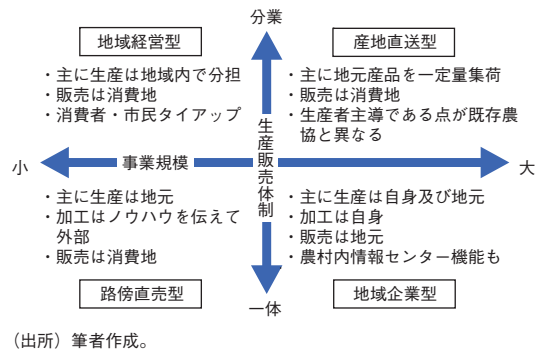 分業
地域経営型
・主に生産は地域内で分担
・販売は消費地
・消費者・市民タイアップ
産地直送型
・主に地元産品を一定量集荷
・販売は消費地
・生産者主導である点が既存農
協と異なる
小
事業規模
生産販売体制
大
・主に生産は地元
・加工はノウハウを伝えて
外部
・販売は消費地
路傍直売型
・主に生産は自身及び地元
・加工は自身
・販売は地元
・農村内情報センター機能も
地域企業型
一体
（出所）筆者作成。